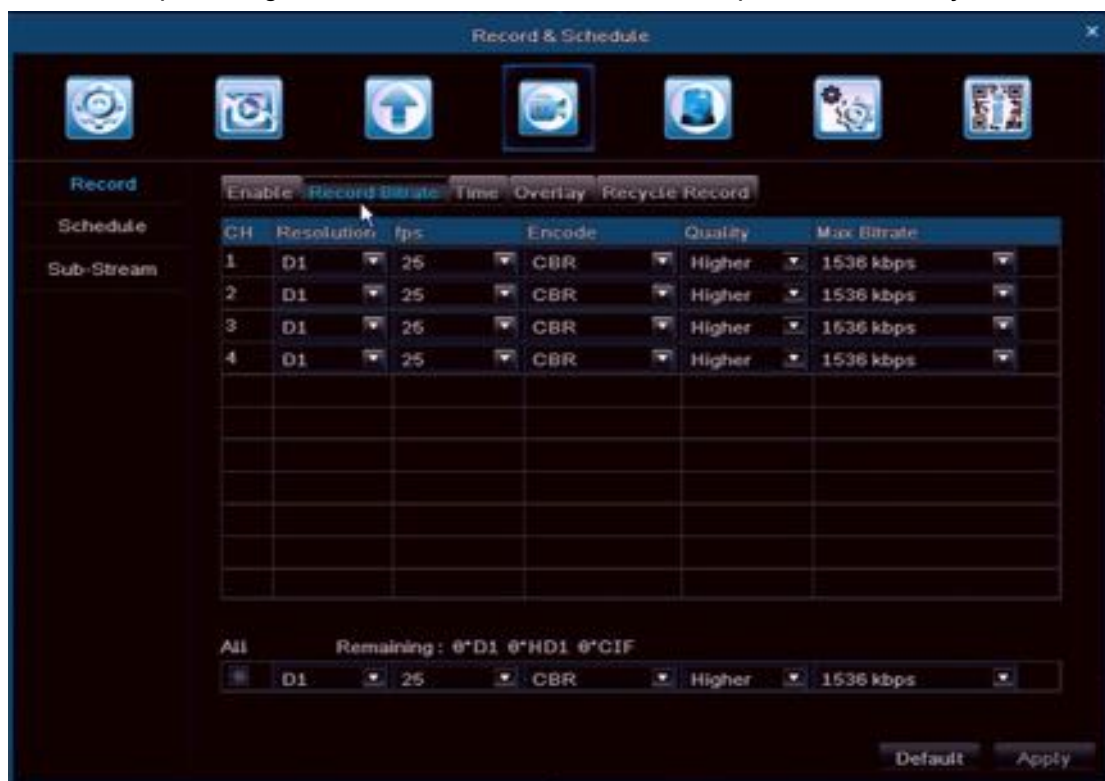 Record & Schedule ×
Record
Enable Record Bitrate Time Overlay Recycle Record
Schedule
CH Resolution fps Encode Quality Max Bitrate
Sub-Stream
1 D1 25 CBR Higher 1536 kbps
2 D1 25 CBR Higher 1536 kbps
3 D1 25 CBR Higher 1536 kbps
4 D1 25 CBR Higher 1536 kbps
All Remaining : 0*D1 0*HD1 0*CIF
D1 25 CBR Higher 1536 kbps
Default Apply